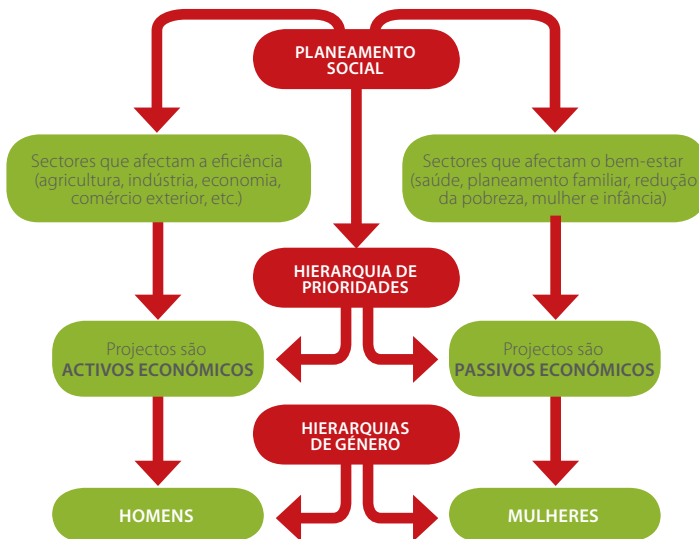 PLANEAMENTO
SOCIAL
Sectores que afectam a eficiência
(agricultura, indústria, economia,
comércio exterior, etc.)
Sectores que afectam o bem-estar
(saúde, planeamento familiar, redução
da pobreza, mulher e infância)
HIERARQUIA DE
PRIORIDADES
Projectos são
ACTIVOS ECONÓMICOS
Projectos são
PASSIVOS ECONÓMICOS
HIERARQUIAS
DE GÉNERO
HOMENS
MULHERES